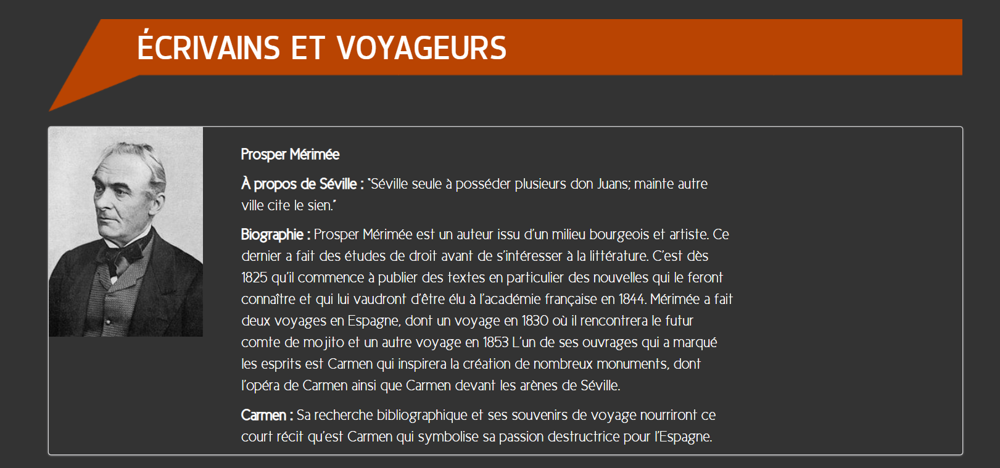 ÉCRIVAINS ET VOYAGEURS
Prosper Mérimée
À propos de Séville : "Séville seule à posséder plusieurs don Juans; mainte autre
ville cite le sien."
Biographie : Prosper Mérimée est un auteur issu d'un milieu bourgeois et artiste. Ce
dernier a fait des études de droit avant de s'intéresser à la littérature. C'est dès
1825 qu'il commence à publier des textes en particulier des nouvelles qui le feront
connaître et qui lui vaudront d'être élu à l'académie française en 1844. Mérimée a fait
deux voyages en Espagne, dont un voyage en 1830 où il rencontrera le futur
comte de mojito et un autre voyage en 1853 L'un de ses ouvrages qui a marqué
les esprits est Carmen qui inspirera la création de nombreux monuments, dont
l'opéra de Carmen ainsi que Carmen devant les arènes de Séville.
Carmen : Sa recherche bibliographique et ses souvenirs de voyage nourriront ce
court récit qu'est Carmen qui symbolise sa passion destructrice pour l'Espagne.